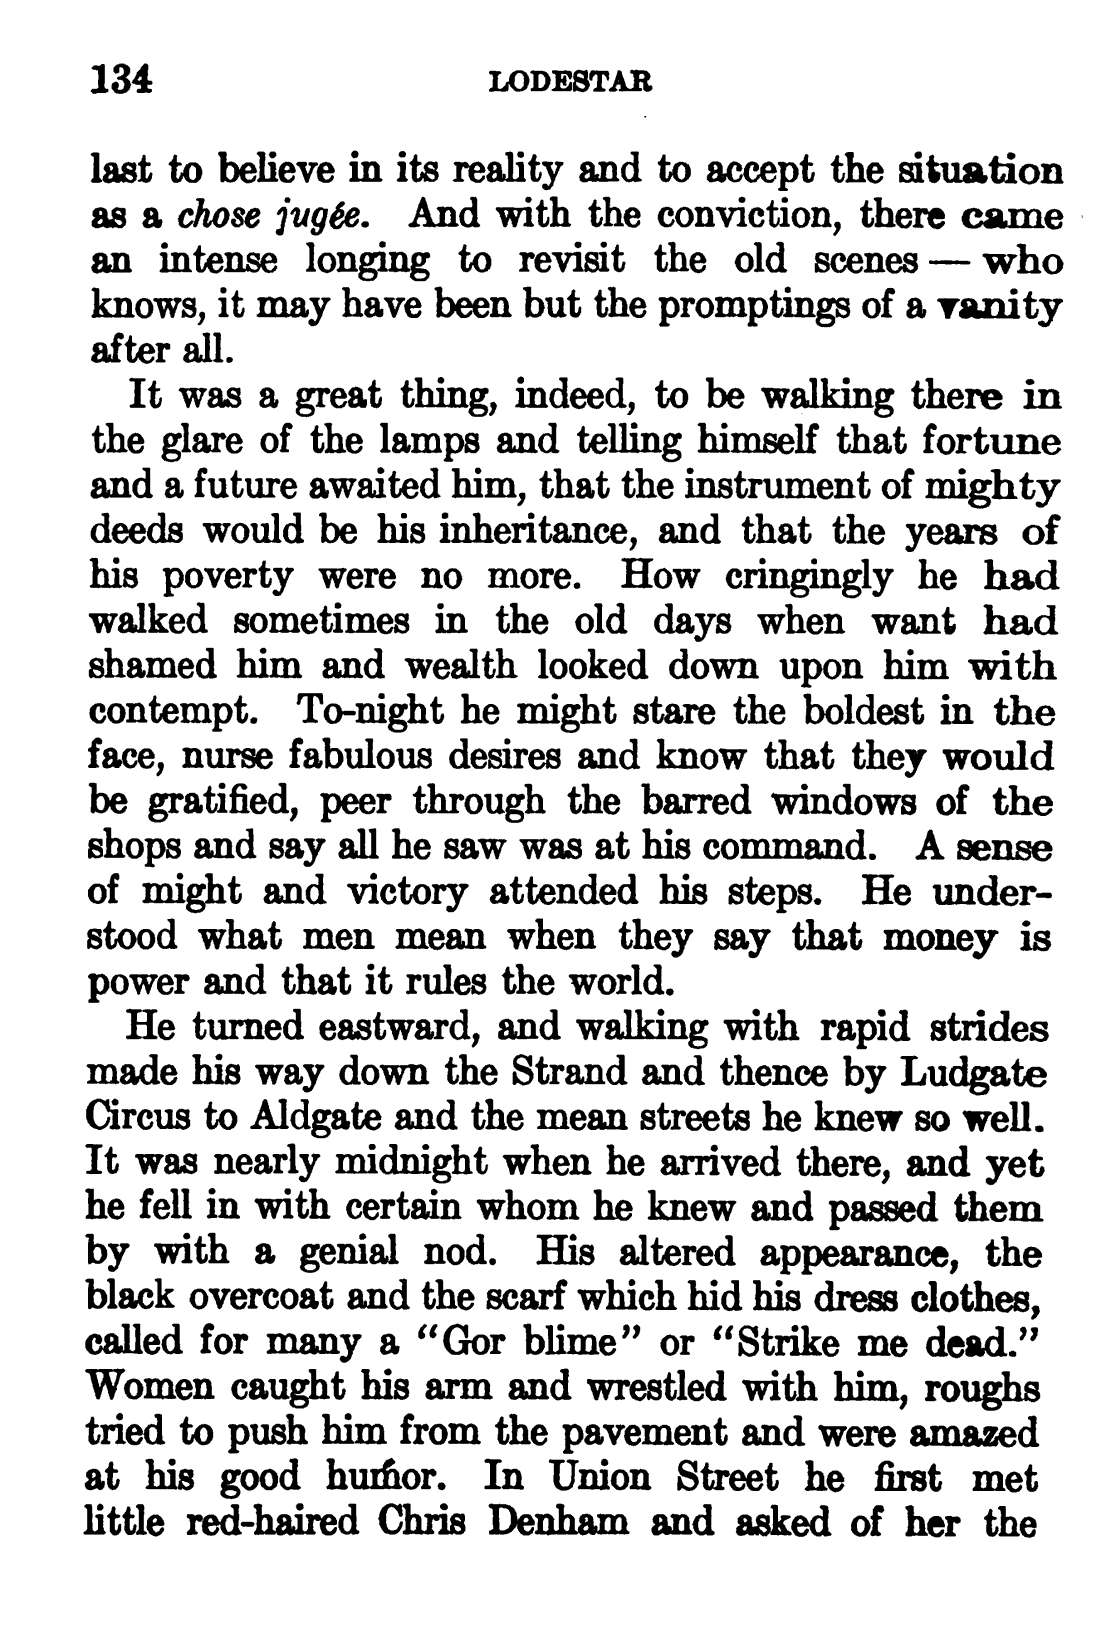 134 LODESTAR
last to believe in its reality and to accept the situation
as a chose jugée. And with the conviction, there came
an intense longing to revisit the old scenes — who
knows, it may have been but the promptings of a vanity
after all.
It was a great thing, indeed, to be walking there in
the glare of the lamps and telling himself that fortune
and a future awaited him, that the instrument of mighty
deeds would be his inheritance, and that the years of
his poverty were no more. How cringingly he had
walked sometimes in the old days when want had
shamed him and wealth looked down upon him with
contempt. To-night he might stare the boldest in the
face, nurse fabulous desires and know that they would
be gratified, peer through the barred windows of the
shops and say all he saw was at his command. A sense
of might and victory attended his steps. He under-
stood what men mean when they say that money is
power and that it rules the world.
He turned eastward, and walking with rapid strides
made his way down the Strand and thence by Ludgate
Circus to Aldgate and the mean streets he knew so well.
It was nearly midnight when he arrived there, and yet
he fell in with certain whom he knew and passed them
by with a genial nod. His altered appearance, the
black overcoat and the scarf which hid his dress clothes,
called for many a "Gor blime" or "Strike me dead."
Women caught his arm and wrestled with him, roughs
tried to push him from the pavement and were amazed
at his good humor. In Union Street he first met
little red-haired Chris Denham and asked of her the